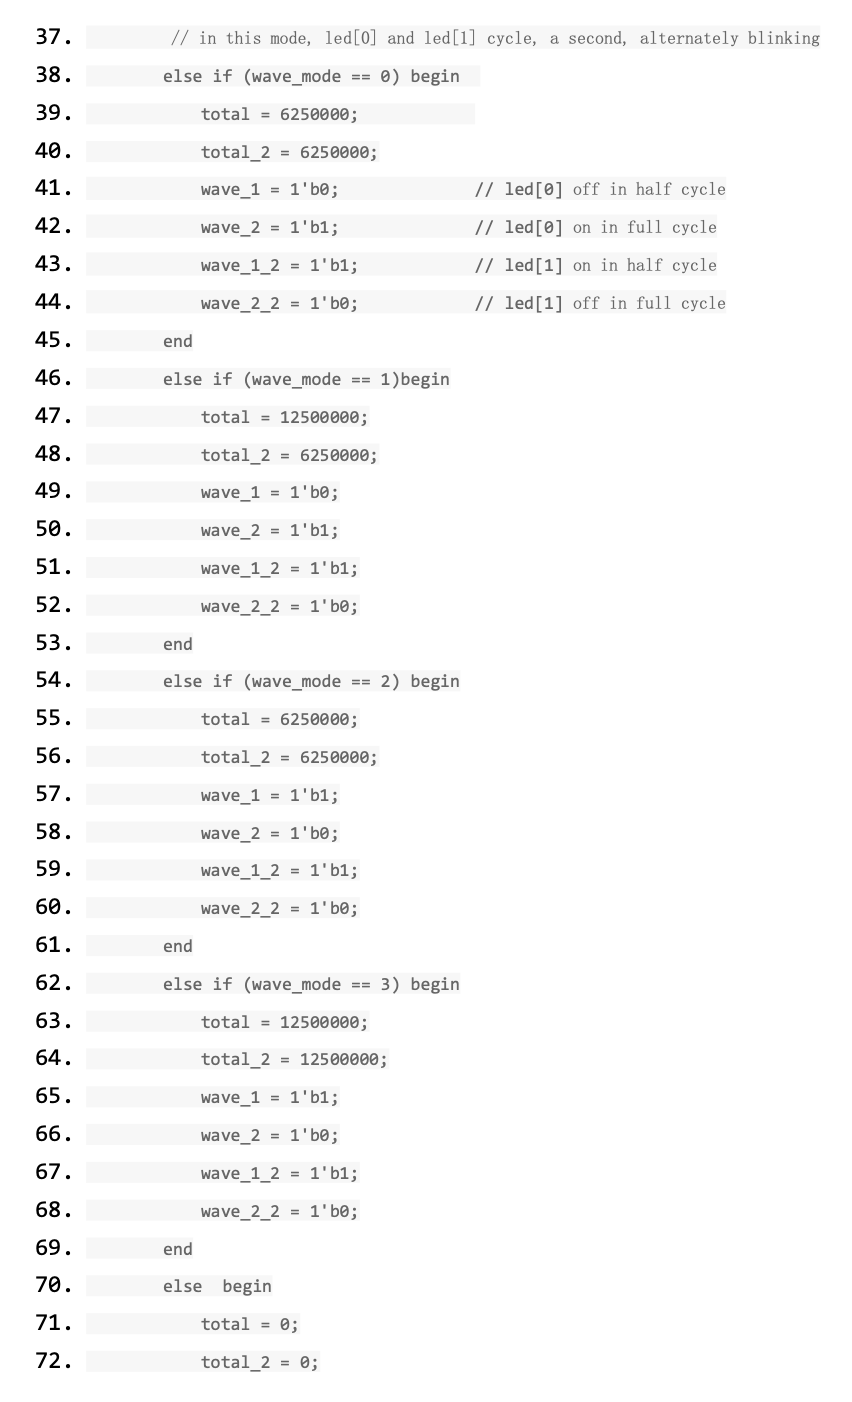 37. // in this mode, led[0] and led[1] cycle, a second, alternately blinking
38. else if (wave_mode == 0) begin
39. total = 6250000;
40. total_2 = 6250000;
41. wave_1 = 1'b0; // led[0] off in half cycle
42. wave_2 = 1'b1; // led[0] on in full cycle
43. wave_1_2 = 1'b1; // led[1] on in half cycle
44. wave_2_2 = 1'b0; // led[1] off in full cycle
45. end
46. else if (wave_mode == 1)begin
47. total = 12500000;
48. total_2 = 6250000;
49. wave_1 = 1'b0;
50. wave_2 = 1'b1;
51. wave_1_2 = 1'b1;
52. wave_2_2 = 1'b0;
53. end
54. else if (wave_mode == 2) begin
55. total = 6250000;
56. total_2 = 6250000;
57. wave_1 = 1'b1;
58. wave_2 = 1'b0;
59. wave_1_2 = 1'b1;
60. wave_2_2 = 1'b0;
61. end
62. else if (wave_mode == 3) begin
63. total = 12500000;
64. total_2 = 12500000;
65. wave_1 = 1'b1;
66. wave_2 = 1'b0;
67. wave_1_2 = 1'b1;
68. wave_2_2 = 1'b0;
69. end
70. else  begin
71. total = 0;
72. total_2 = 0;